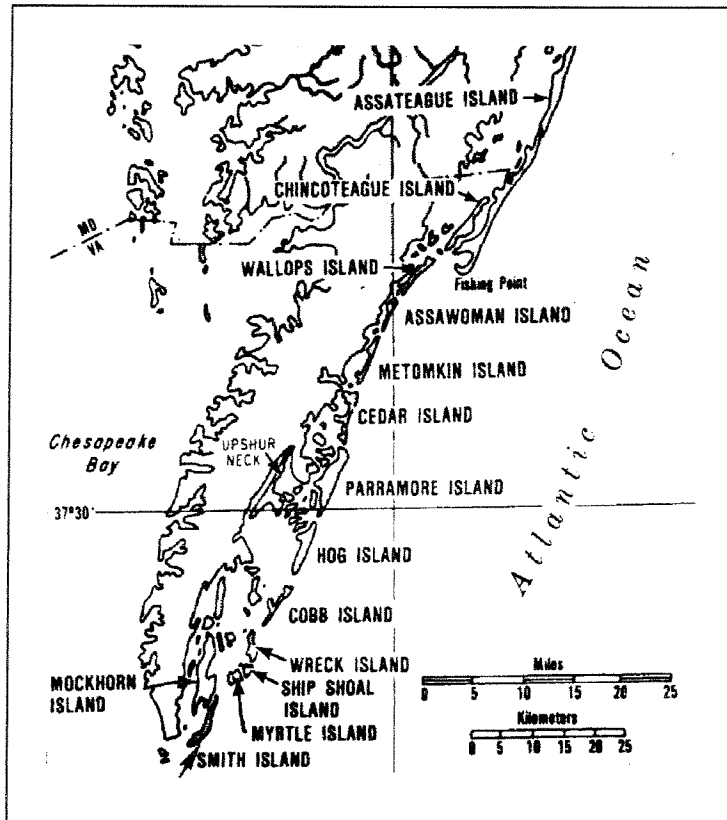 ASSATEAGUE ISLAND
CHINCOTEAGUE ISLAND
MD
VA
WALLOPS ISLAND
Fishing Point
ASSAWOMAN ISLAND
METOMKIN ISLAND
CEDAR ISLAND
Chesapeake
Bay
UPSHUR
NECK
PARRAMORE ISLAND
37°30'
Atlantic Ocean
HOG ISLAND
COBB ISLAND
WRECK ISLAND
MOCKHORN
ISLAND
SHIP SHOAL
ISLAND
MYRTLE ISLAND
SMITH ISLAND
Miles
0 5 10 15 20 25
Kilometers
0 5 10 15 20 25